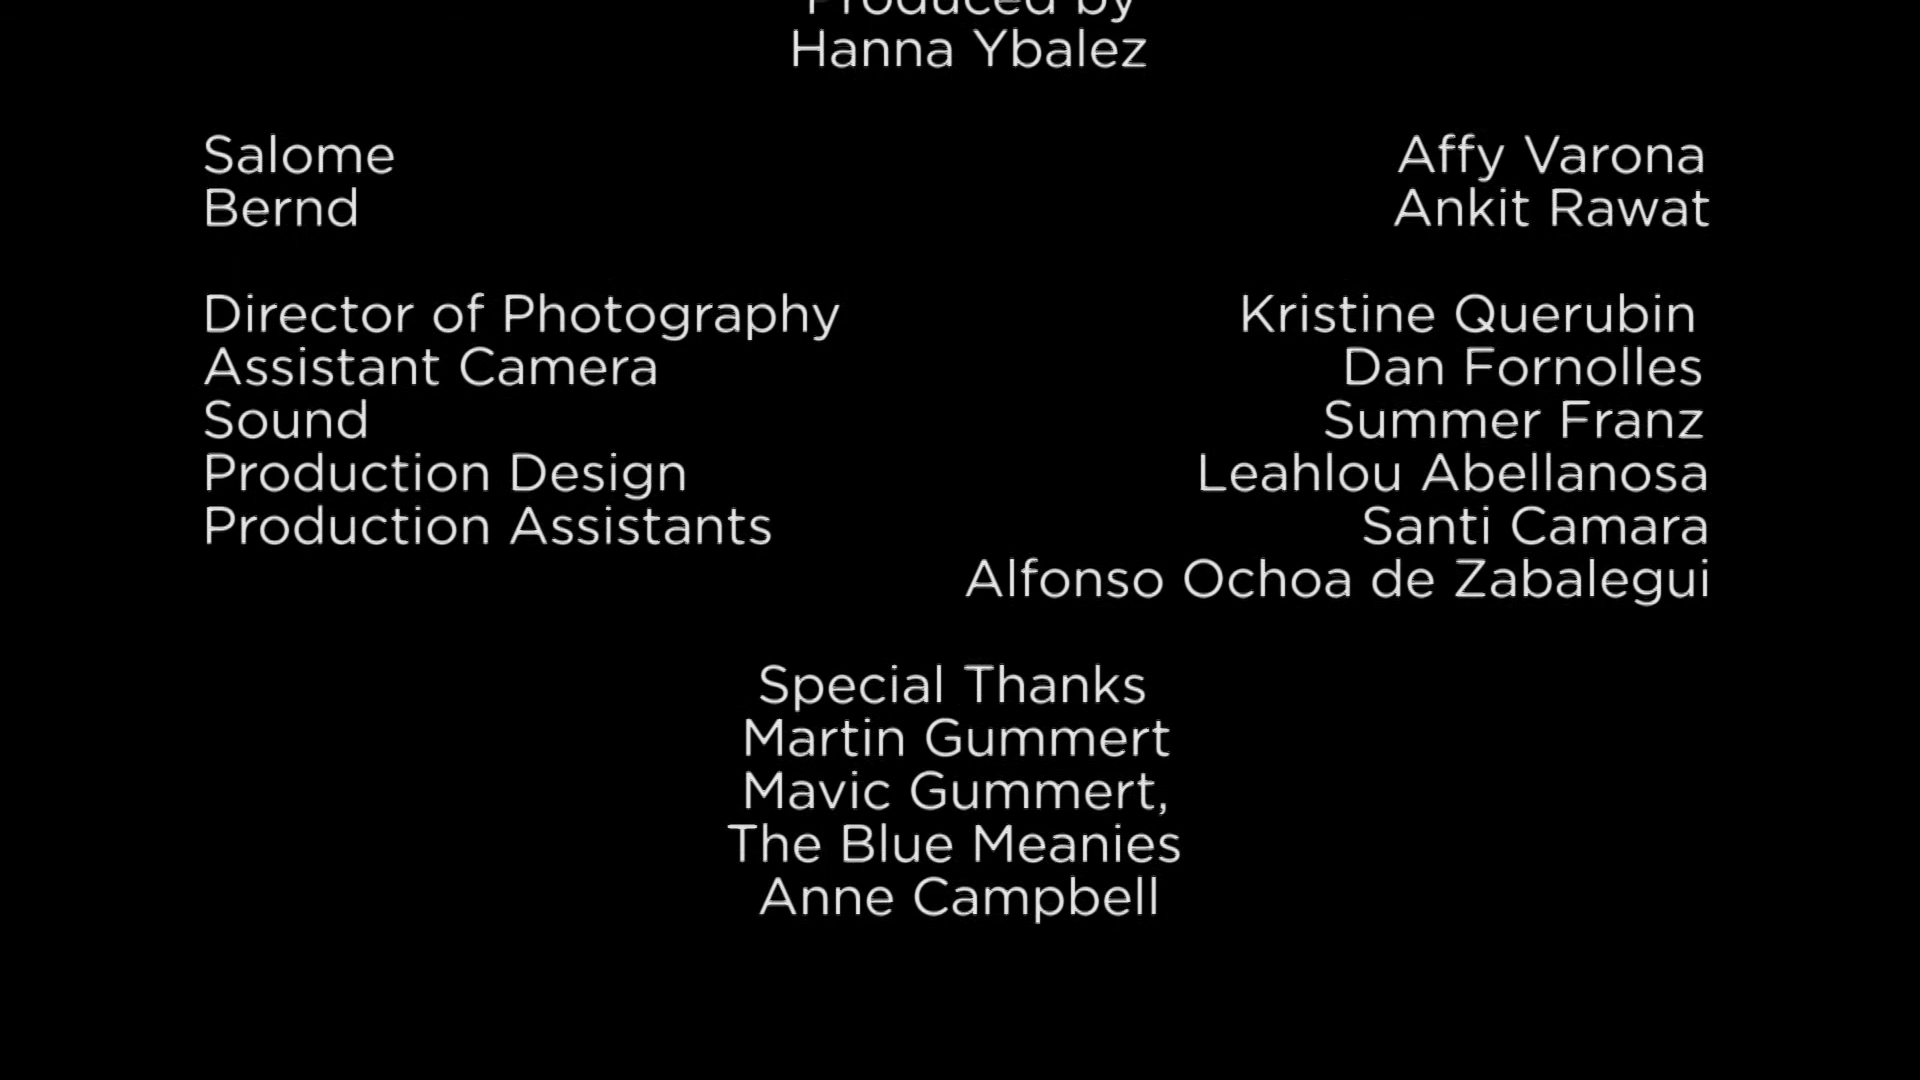 Produced by
Hanna Ybalez
Salome Affy Varona
Bernd Ankit Rawat
Director of Photography Kristine Querubin
Assistant Camera Dan Fornolles
Sound Summer Franz
Production Design Leahlou Abellanosa
Production Assistants Santi Camara
Alfonso Ochoa de Zabalegui
Special Thanks
Martin Gummert
Mavic Gummert,
The Blue Meanies
Anne Campbell